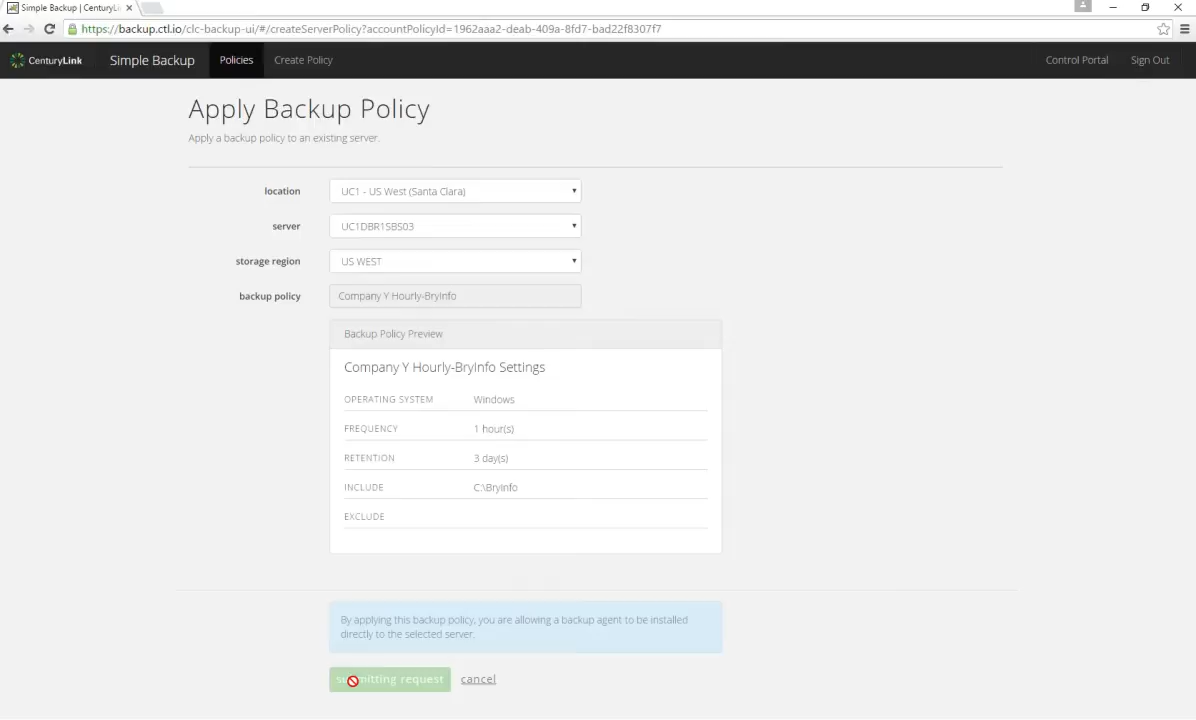 Simple Backup | CenturyLi
https://backup.ctl.io/clc-backup-ui/#/createServerPolicy?accountPolicyId=1962aaa2-deab-409a-8fd7-bad22f8307f7
CenturyLink Simple Backup Policies Create Policy Control Portal Sign Out
Apply Backup Policy
Apply a backup policy to an existing server.
location UC1 - US West (Santa Clara)
server UC1DBR1SBS03
storage region US WEST
backup policy Company Y Hourly-BryInfo
Backup Policy Preview
Company Y Hourly-BryInfo Settings
OPERATING SYSTEM Windows
FREQUENCY 1 hour(s)
RETENTION 3 day(s)
INCLUDE C:\BryInfo
EXCLUDE
By applying this backup policy, you are allowing a backup agent to be installed
directly to the selected server.
submitting request cancel